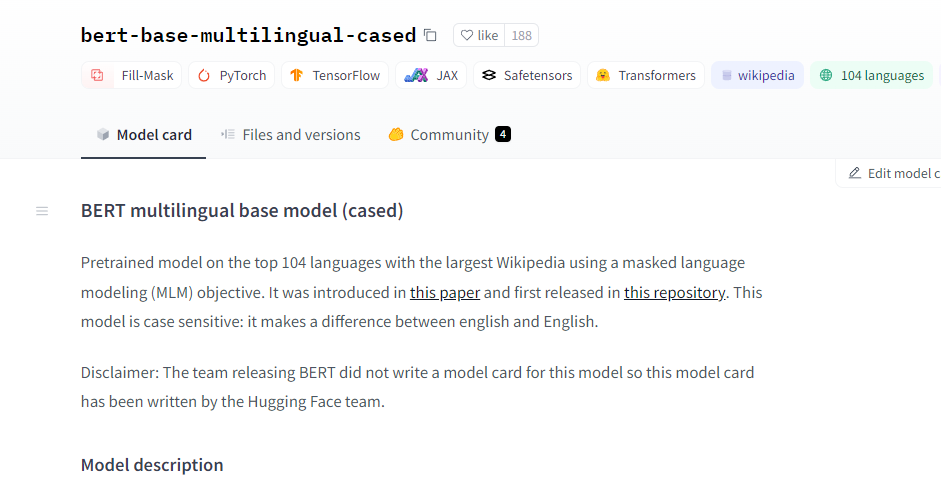 bert-base-multilingual-cased like 188
Fill-Mask PyTorch TensorFlow JAX Safetensors Transformers wikipedia 104 languages
Model card Files and versions Community 4
Edit model c
BERT multilingual base model (cased)
Pretrained model on the top 104 languages with the largest Wikipedia using a masked language
modeling (MLM) objective. It was introduced in this paper and first released in this repository. This
model is case sensitive: it makes a difference between english and English.
Disclaimer: The team releasing BERT did not write a model card for this model so this model card
has been written by the Hugging Face team.
Model description